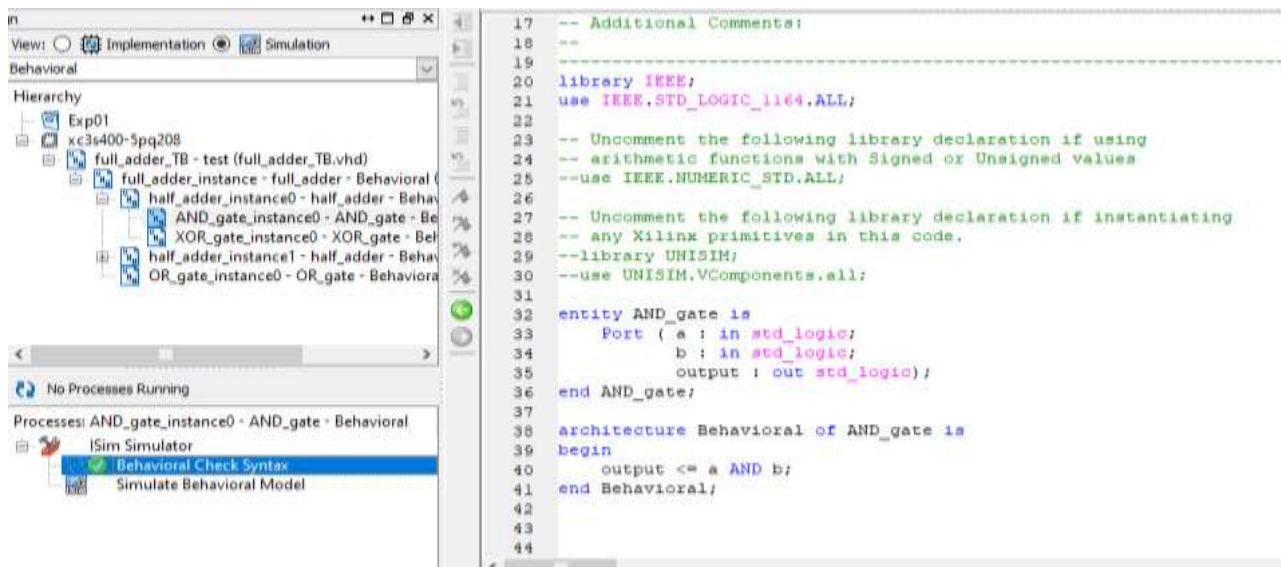 View: Implementation Simulation
Behavioral
Hierarchy
Exp01
xc3s400-5pq208
full_adder_TB - test (full_adder_TB.vhd)
full_adder_instance - full_adder - Behavioral (
half_adder_instance0 - half_adder - Behav
AND_gate_instance0 - AND_gate - Be
XOR_gate_instance0 - XOR_gate - Beh
half_adder_instance1 - half_adder - Behav
OR_gate_instance0 - OR_gate - Behaviora
No Processes Running
Processes: AND_gate_instance0 - AND_gate - Behavioral
ISim Simulator
Behavioral Check Syntax
Simulate Behavioral Model
17 -- Additional Comments:
18 --
19 ----------------------------------------------------------------------------------
20 library IEEE;
21 use IEEE.STD_LOGIC_1164.ALL;
22
23 -- Uncomment the following library declaration if using
24 -- arithmetic functions with Signed or Unsigned values
25 --use IEEE.NUMERIC_STD.ALL;
26
27 -- Uncomment the following library declaration if instantiating
28 -- any Xilinx primitives in this code.
29 --library UNISIM;
30 --use UNISIM.VComponents.all;
31
32 entity AND_gate is
33 Port ( a : in std_logic;
34 b : in std_logic;
35 output : out std_logic);
36 end AND_gate;
37
38 architecture Behavioral of AND_gate is
39 begin
40 output <= a AND b;
41 end Behavioral;
42
43
44